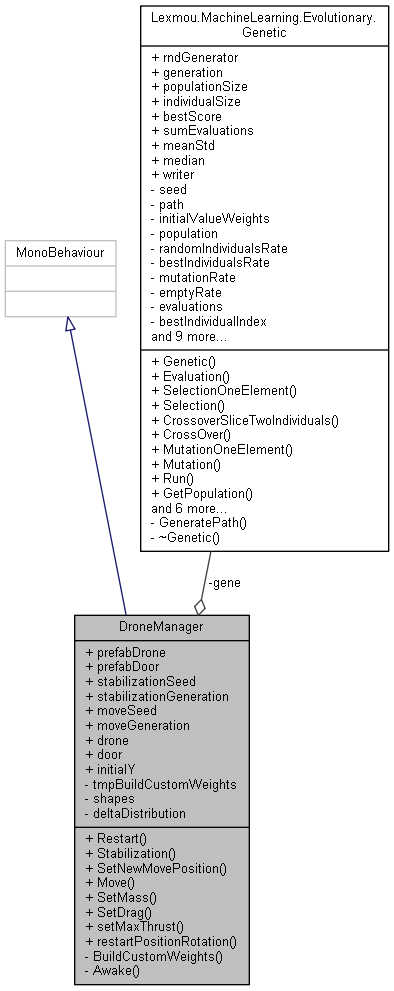 Lexmou.MachineLearning.Evolutionary.
Genetic
+ rndGenerator
+ generation
+ populationSize
+ individualSize
+ bestScore
+ sumEvaluations
+ meanStd
+ median
+ writer
- seed
- path
- initialValueWeights
- population
- randomIndividualsRate
- bestIndividualsRate
- mutationRate
- emptyRate
- evaluations
- bestIndividualIndex
and 9 more...
+ Genetic()
+ Evaluation()
+ SelectionOneElement()
+ Selection()
+ CrossoverSliceTwoIndividuals()
+ CrossOver()
+ MutationOneElement()
+ Mutation()
+ Run()
+ GetPopulation()
and 6 more...
- GeneratePath()
- ~Genetic()
MonoBehaviour
-gene
DroneManager
+ prefabDrone
+ prefabDoor
+ stabilizationSeed
+ stabilizationGeneration
+ moveSeed
+ moveGeneration
+ drone
+ door
+ initialY
- tmpBuildCustomWeights
- shapes
- deltaDistribution
+ Restart()
+ Stabilization()
+ SetNewMovePosition()
+ Move()
+ SetMass()
+ SetDrag()
+ setMaxThrust()
+ restartPositionRotation()
- BuildCustomWeights()
- Awake()